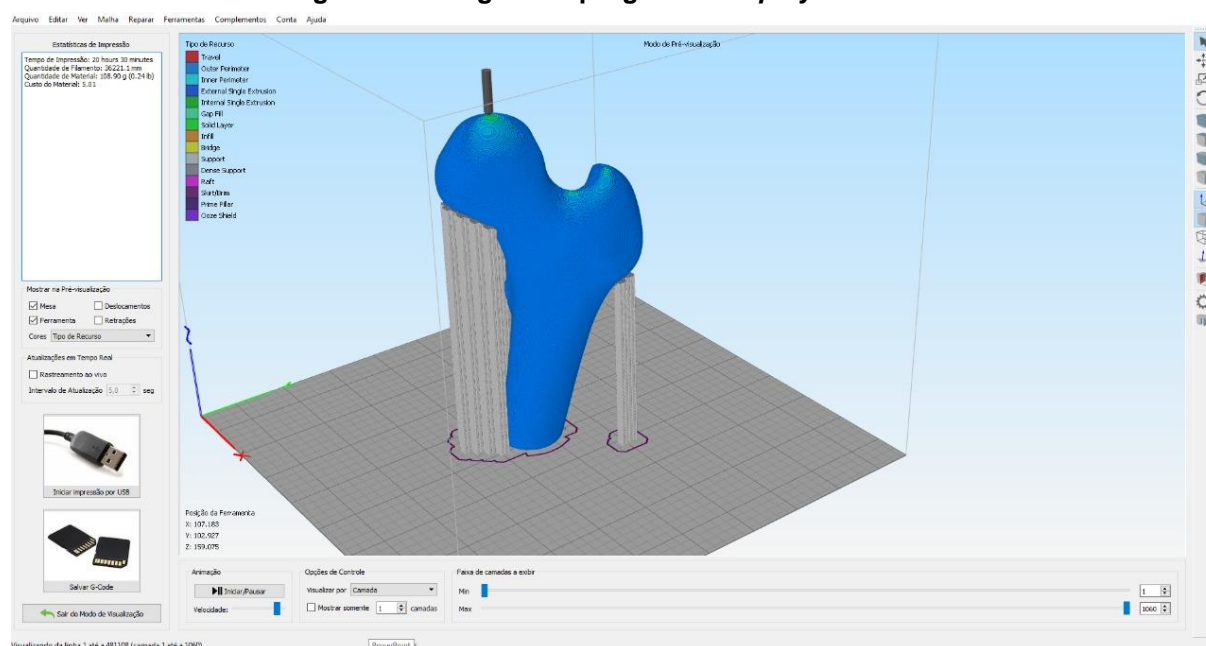 Arquivo Editar Ver Malha Reparar Ferramentas Complementos Conta Ajuda
Estatísticas de Impressão
Tempo de Impressão: 20 hours 30 minutes
Quantidade de Filamento: 36221.1 mm
Quantidade de Material: 108.90 g (0.24 lb)
Custo do Material: 5.01
Mostrar na Pré-visualização
Mesa Deslocamentos
Ferramenta Retrações
Cores Tipo de Recurso
Atualizações em Tempo Real
Rastreamento ao vivo
Intervalo de Atualização 5,0 seg
Iniciar impressão por USB
Salvar G-Code
Sair do Modo de Visualização
Tipo de Recurso
Travel
Outer Perimeter
Inner Perimeter
External Single Extrusion
Internal Single Extrusion
Gap Fill
Solid Layer
Infill
Bridge
Support
Dense Support
Raft
Skirt/Brim
Prime Pillar
Ooze Shield
Modo de Pré-visualização
Posição da Ferramenta
X: 107.183
Y: 102.927
Z: 159.075
Animação
Iniciar/Pausar
Velocidade:
Opções de Controle
Visualizar por Camada
Mostrar somente 1 camadas
Faixa de camadas a exibir
Min 1
Max 1060